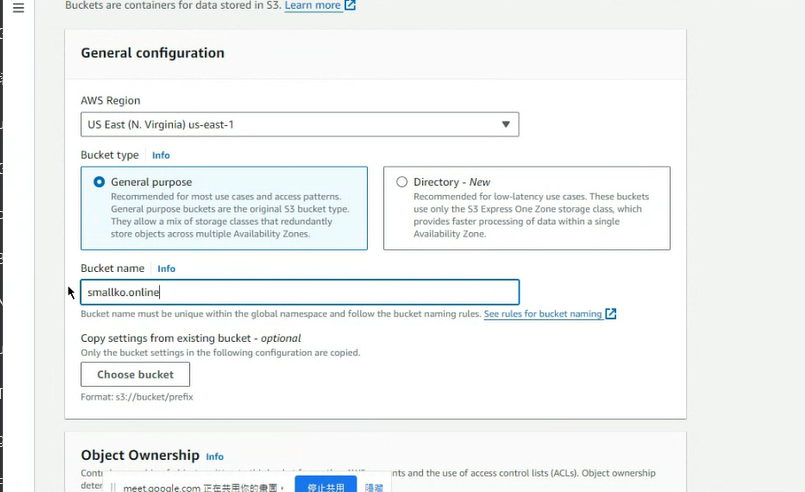 Buckets are containers for data stored in S3. Learn more
General configuration
AWS Region
US East (N. Virginia) us-east-1
Bucket type Info
General purpose
Recommended for most use cases and access patterns.
General purpose buckets are the original S3 bucket type.
They allow a mix of storage classes that redundantly
store objects across multiple Availability Zones.
Directory - New
Recommended for low-latency use cases. These buckets
use only the S3 Express One Zone storage class, which
provides faster processing of data within a single
Availability Zone.
Bucket name Info
smallko.online
Bucket name must be unique within the global namespace and follow the bucket naming rules. See rules for bucket naming
Copy settings from existing bucket - optional
Only the bucket settings in the following configuration are copied.
Choose bucket
Format: s3://bucket/prefix
Object Ownership Info
and the use of access control lists (ACLs). Object ownership
meet.google.com 正在共用你的畫面。 停止共用 隱藏